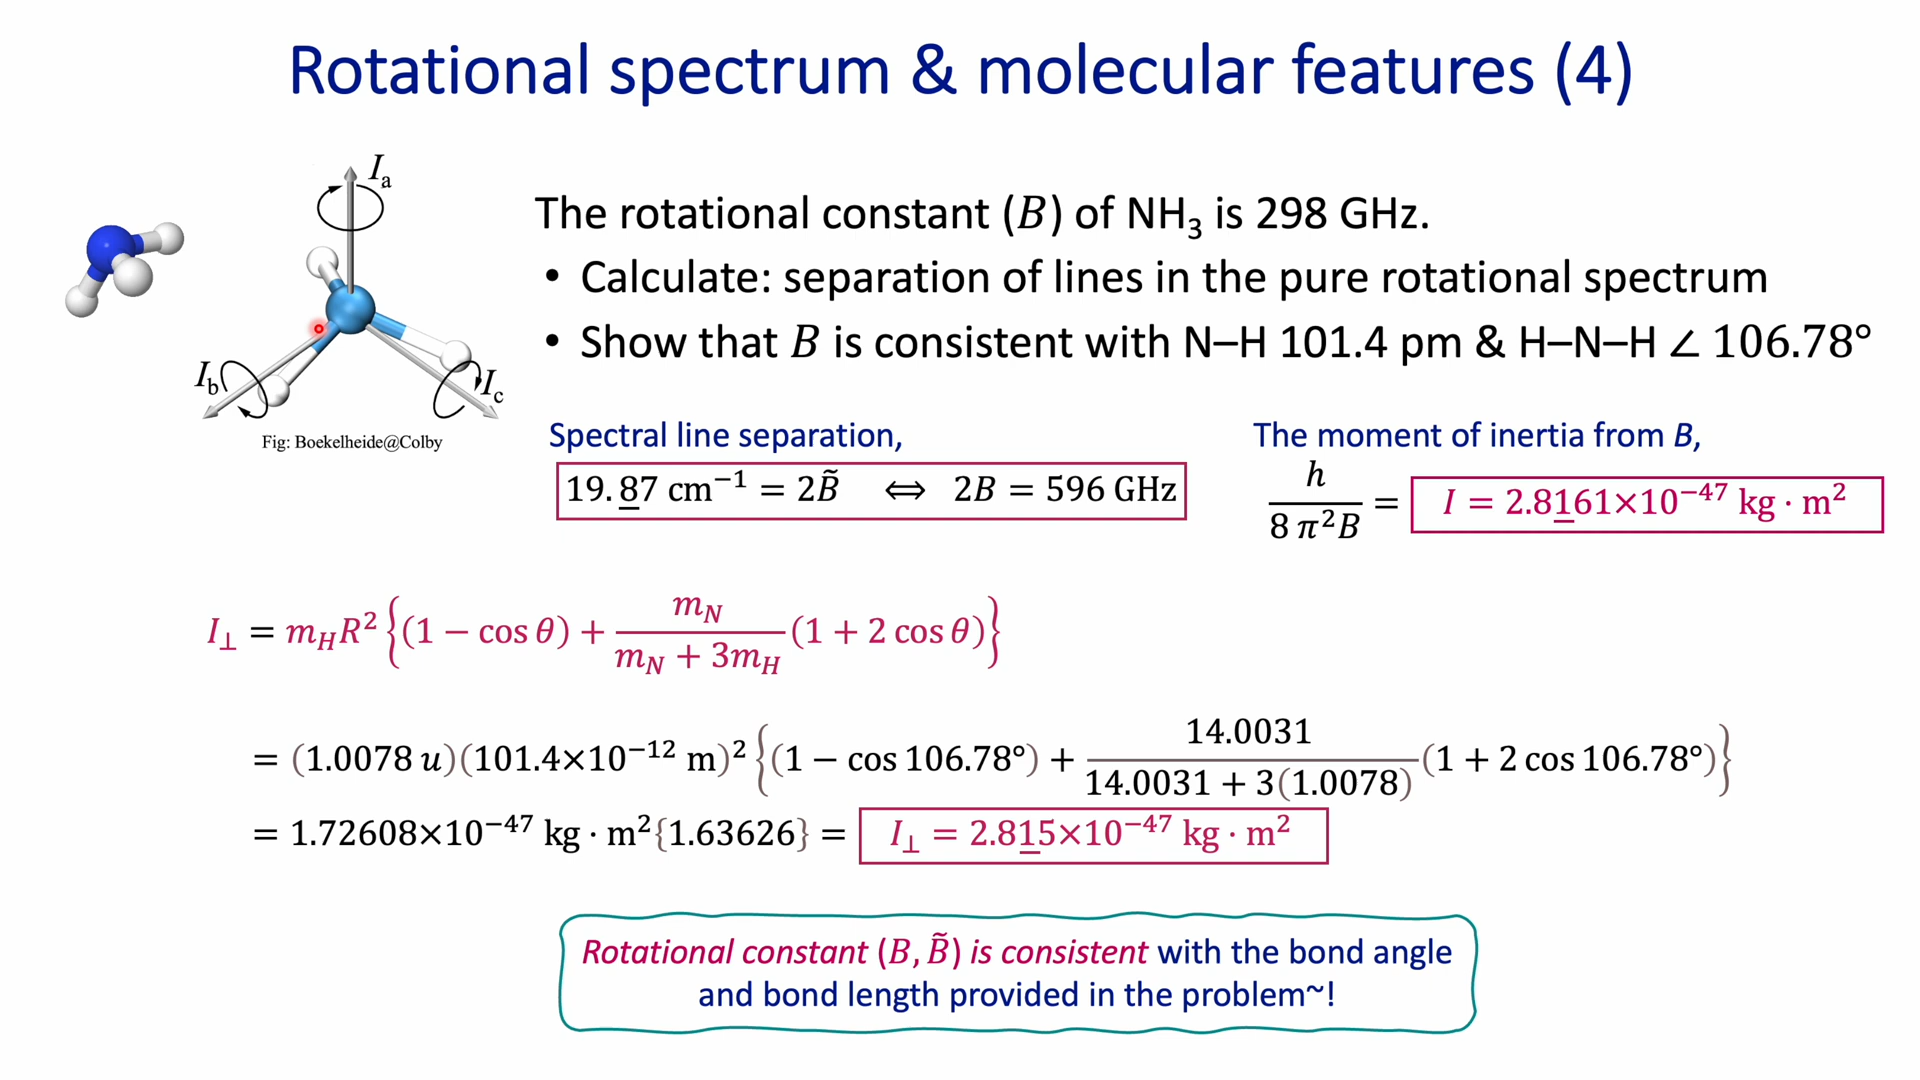 Rotational spectrum & molecular features (4)
Iₐ
I_b
I_c
Fig: Boekelheide@Colby
The rotational constant (B) of NH₃ is 298 GHz.
• Calculate: separation of lines in the pure rotational spectrum
• Show that B is consistent with N–H 101.4 pm & H–N–H ∠ 106.78°
Spectral line separation,
19.87 cm⁻¹ = 2B̃ ⇔ 2B = 596 GHz
The moment of inertia from B,
h / 8 π²B = I = 2.8161×10⁻⁴⁷ kg · m²
I⊥ = m_H R² {(1 − cos θ) + m_N / (m_N + 3m_H) (1 + 2 cos θ)}
= (1.0078 u)(101.4×10⁻¹² m)² {(1 − cos 106.78°) + 14.0031 / (14.0031 + 3(1.0078)) (1 + 2 cos 106.78°)}
= 1.72608×10⁻⁴⁷ kg · m²{1.63626} = I⊥ = 2.815×10⁻⁴⁷ kg · m²
Rotational constant (B, B̃) is consistent with the bond angle
and bond length provided in the problem~!